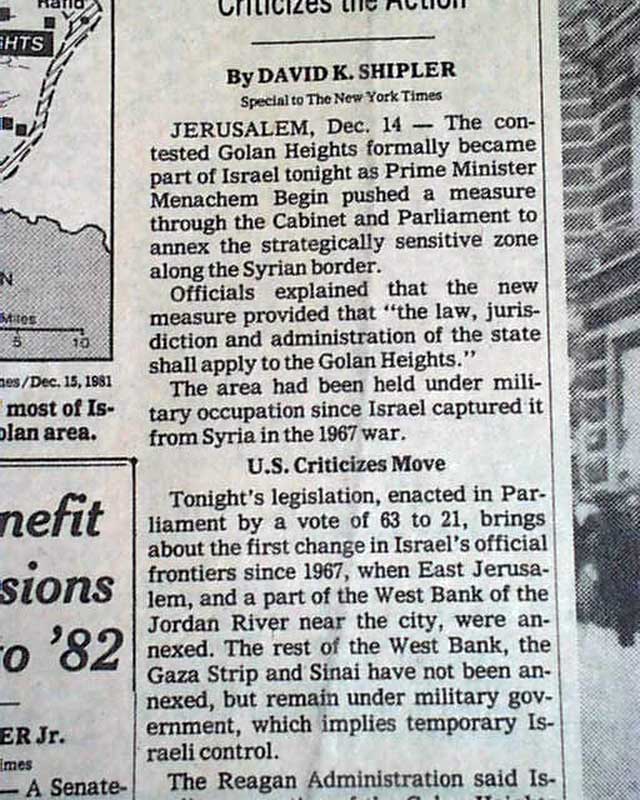 Criticizes the Action
By DAVID K. SHIPLER
Special to The New York Times
JERUSALEM, Dec. 14 — The con-
tested Golan Heights formally became
part of Israel tonight as Prime Minister
Menachem Begin pushed a measure
through the Cabinet and Parliament to
annex the strategically sensitive zone
along the Syrian border.
Officials explained that the new
measure provided that “the law, juris-
diction and administration of the state
shall apply to the Golan Heights.”
The area had been held under mili-
tary occupation since Israel captured it
from Syria in the 1967 war.
U.S. Criticizes Move
Tonight's legislation, enacted in Par-
liament by a vote of 63 to 21, brings
about the first change in Israel's official
frontiers since 1967, when East Jerusa-
lem, and a part of the West Bank of the
Jordan River near the city, were an-
nexed. The rest of the West Bank, the
Gaza Strip and Sinai have not been an-
nexed, but remain under military gov-
ernment, which implies temporary Is-
raeli control.
The Reagan Administration said Is-
GHTS
N
Miles
5 10
mes/Dec. 15, 1981
most of Is-
olan area.
nefit
sions
o '82
ER Jr.
imes
— A Senate-